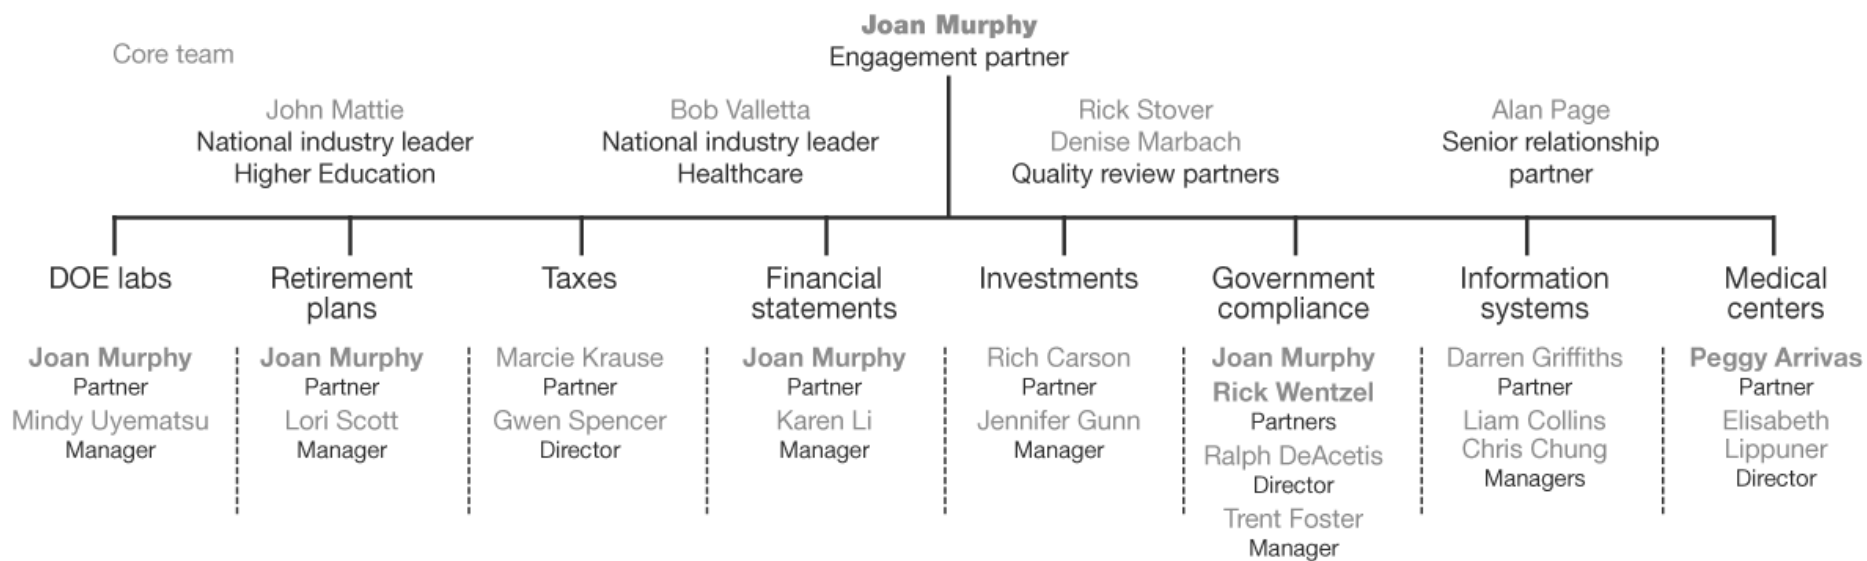 Joan Murphy
Engagement partner
Core team
John Mattie
National industry leader
Higher Education
Bob Valletta
National industry leader
Healthcare
Rick Stover
Denise Marbach
Quality review partners
Alan Page
Senior relationship
partner
DOE labs
Joan Murphy
Partner
Mindy Uyematsu
Manager
Retirement
plans
Joan Murphy
Partner
Lori Scott
Manager
Taxes
Marcie Krause
Partner
Gwen Spencer
Director
Financial
statements
Joan Murphy
Partner
Karen Li
Manager
Investments
Rich Carson
Partner
Jennifer Gunn
Manager
Government
compliance
Joan Murphy
Rick Wentzel
Partners
Ralph DeAcetis
Director
Trent Foster
Manager
Information
systems
Darren Griffiths
Partner
Liam Collins
Chris Chung
Managers
Medical
centers
Peggy Arrivas
Partner
Elisabeth
Lippuner
Director